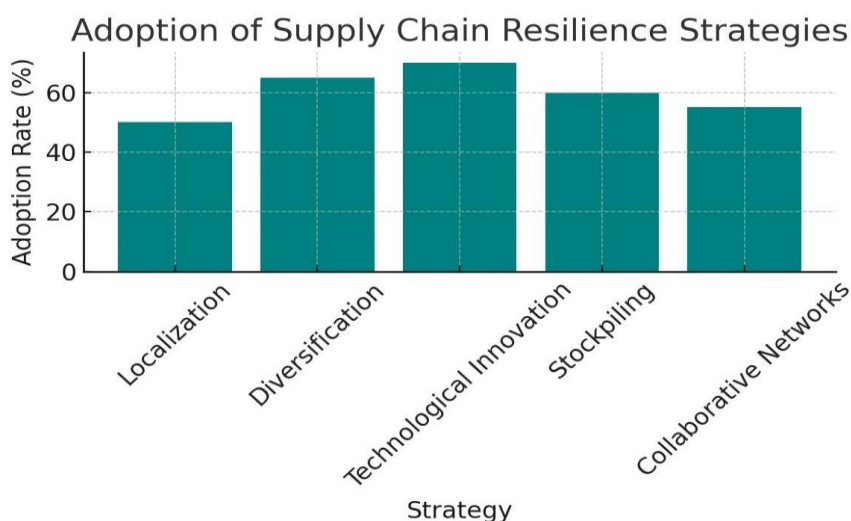 Adoption of Supply Chain Resilience Strategies
Adoption Rate (%)
60
40
20
0
Localization
Diversification
Technological Innovation
Stockpiling
Collaborative Networks
Strategy